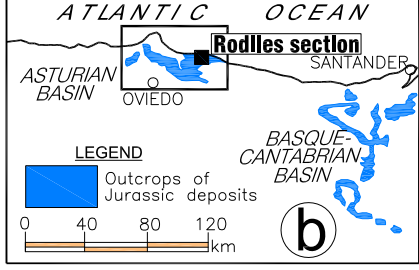 ATLANTIC OCEAN
Rodiles section
SANTANDER
ASTURIAN
BASIN
OVIEDO
BASQUE-
CANTABRIAN
BASIN
LEGEND
Outcrops of
Jurassic deposits
0 40 80 120
km
b